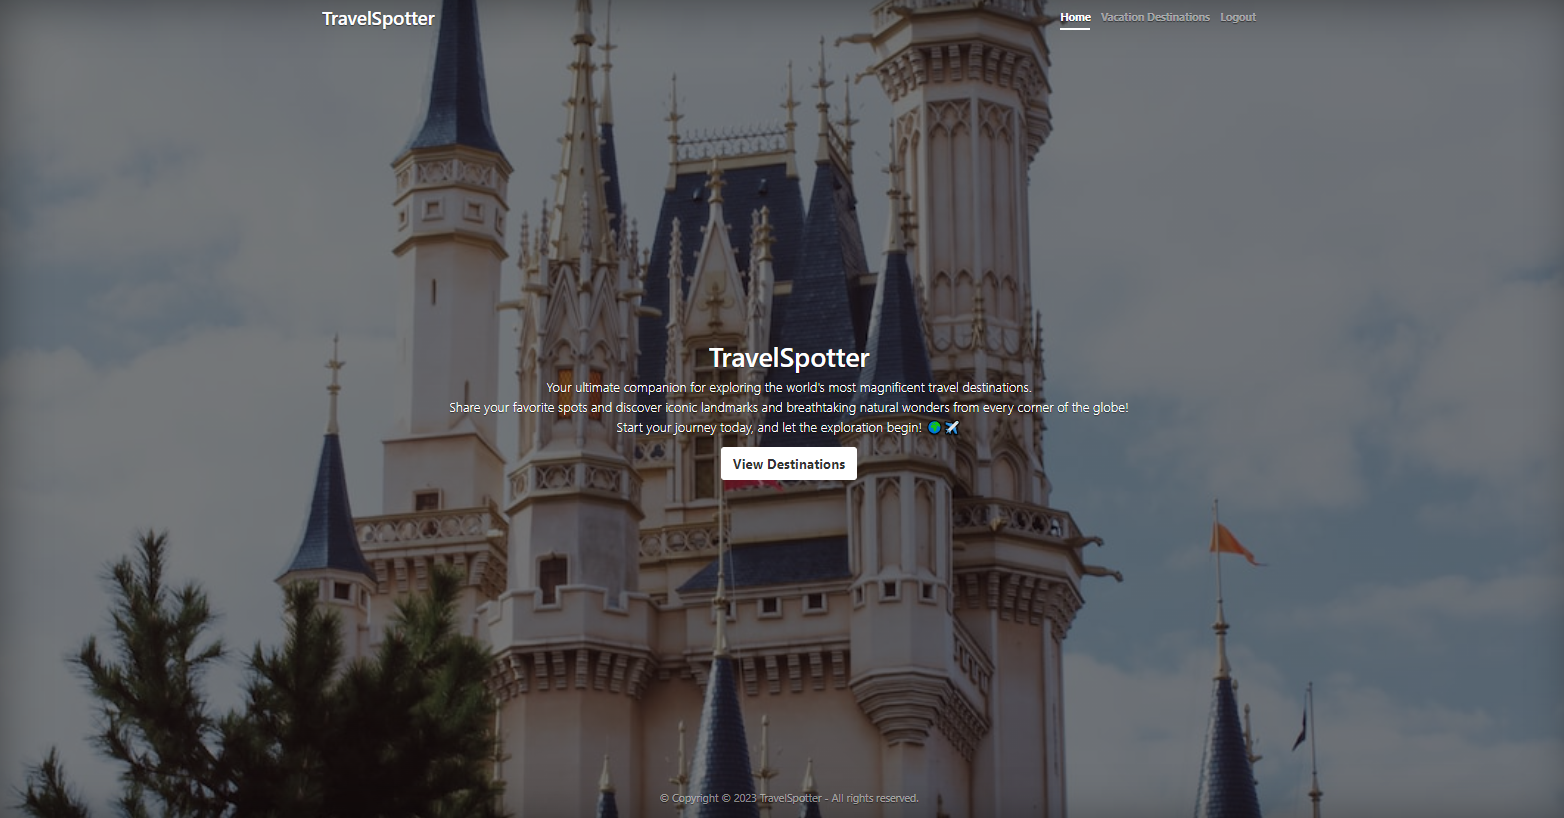 TravelSpotter
Home Vacation Destinations Logout
TravelSpotter
Your ultimate companion for exploring the world's most magnificent travel destinations.
Share your favorite spots and discover iconic landmarks and breathtaking natural wonders from every corner of the globe!
Start your journey today, and let the exploration begin! 🌍 ✈️
View Destinations
© Copyright © 2023 TravelSpotter - All rights reserved.